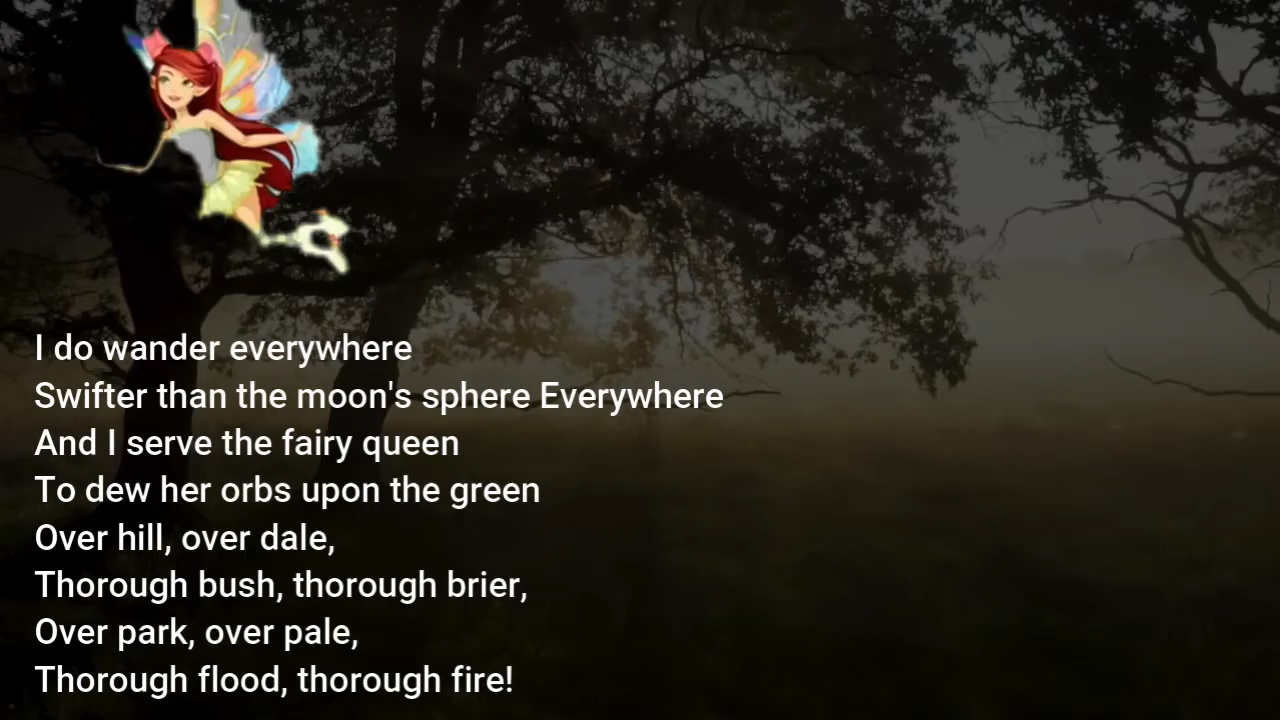 I do wander everywhere
Swifter than the moon's sphere Everywhere
And I serve the fairy queen
To dew her orbs upon the green
Over hill, over dale,
Thorough bush, thorough brier,
Over park, over pale,
Thorough flood, thorough fire!